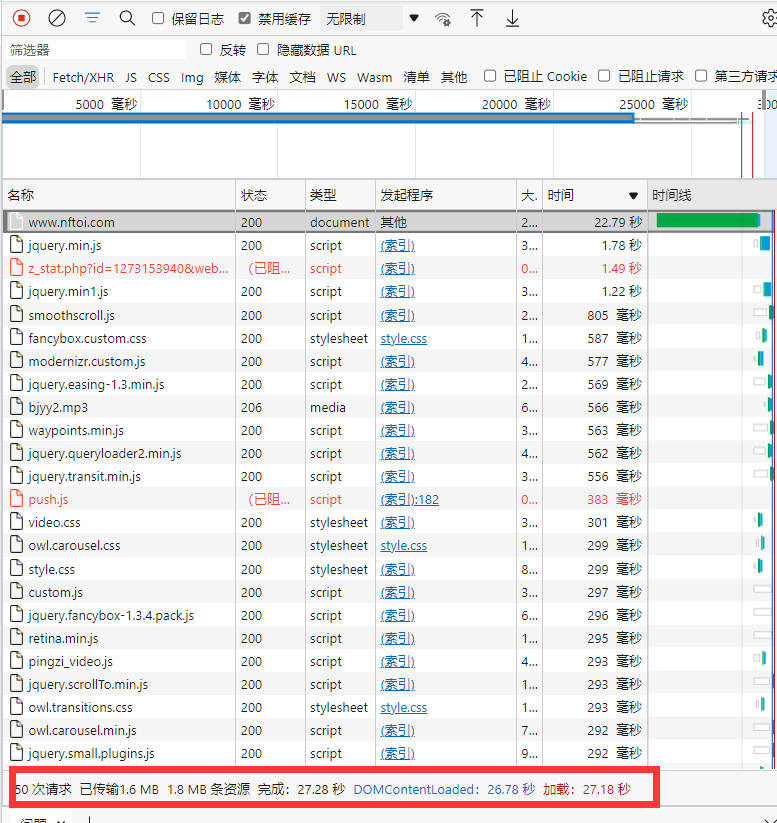 保留日志 禁用缓存 无限制
筛选器 反转 隐藏数据 URL
全部 Fetch/XHR JS CSS Img 媒体 字体 文档 WS Wasm 清单 其他 已阻止 Cookie 已阻止请求 第三方请求
5000 毫秒 10000 毫秒 15000 毫秒 20000 毫秒 25000 毫秒
名称 状态 类型 发起程序 大. 时间 时间线
www.nftoi.com 200 document 其他 2... 22.79 秒
jquery.min.js 200 script (索引) 3... 1.78 秒
z_stat.php?id=1273153940&web... (已阻... script (索引) 0... 1.49 秒
jquery.min1.js 200 script (索引) 3... 1.22 秒
smoothscroll.js 200 script (索引) 2... 805 毫秒
fancybox.custom.css 200 stylesheet style.css 1... 587 毫秒
modernizr.custom.js 200 script (索引) 4... 577 毫秒
jquery.easing-1.3.min.js 200 script (索引) 2... 569 毫秒
bjyy2.mp3 206 media (索引) 6... 566 毫秒
waypoints.min.js 200 script (索引) 3... 563 毫秒
jquery.queryloader2.min.js 200 script (索引) 4... 562 毫秒
jquery.transit.min.js 200 script (索引) 3... 556 毫秒
push.js (已阻... script (索引):182 0... 383 毫秒
video.css 200 stylesheet (索引) 3... 301 毫秒
owl.carousel.css 200 stylesheet style.css 1... 299 毫秒
style.css 200 stylesheet (索引) 8... 299 毫秒
custom.js 200 script (索引) 3... 297 毫秒
jquery.fancybox-1.3.4.pack.js 200 script (索引) 6... 296 毫秒
retina.min.js 200 script (索引) 1... 295 毫秒
pingzi_video.js 200 script (索引) 4... 293 毫秒
jquery.scrollTo.min.js 200 script (索引) 1... 293 毫秒
owl.transitions.css 200 stylesheet style.css 1... 293 毫秒
owl.carousel.min.js 200 script (索引) 7... 292 毫秒
jquery.small.plugins.js 200 script (索引) 9... 292 毫秒
50 次请求 已传输1.6 MB 1.8 MB 条资源 完成：27.28 秒 DOMContentLoaded：26.78 秒 加载：27.18 秒